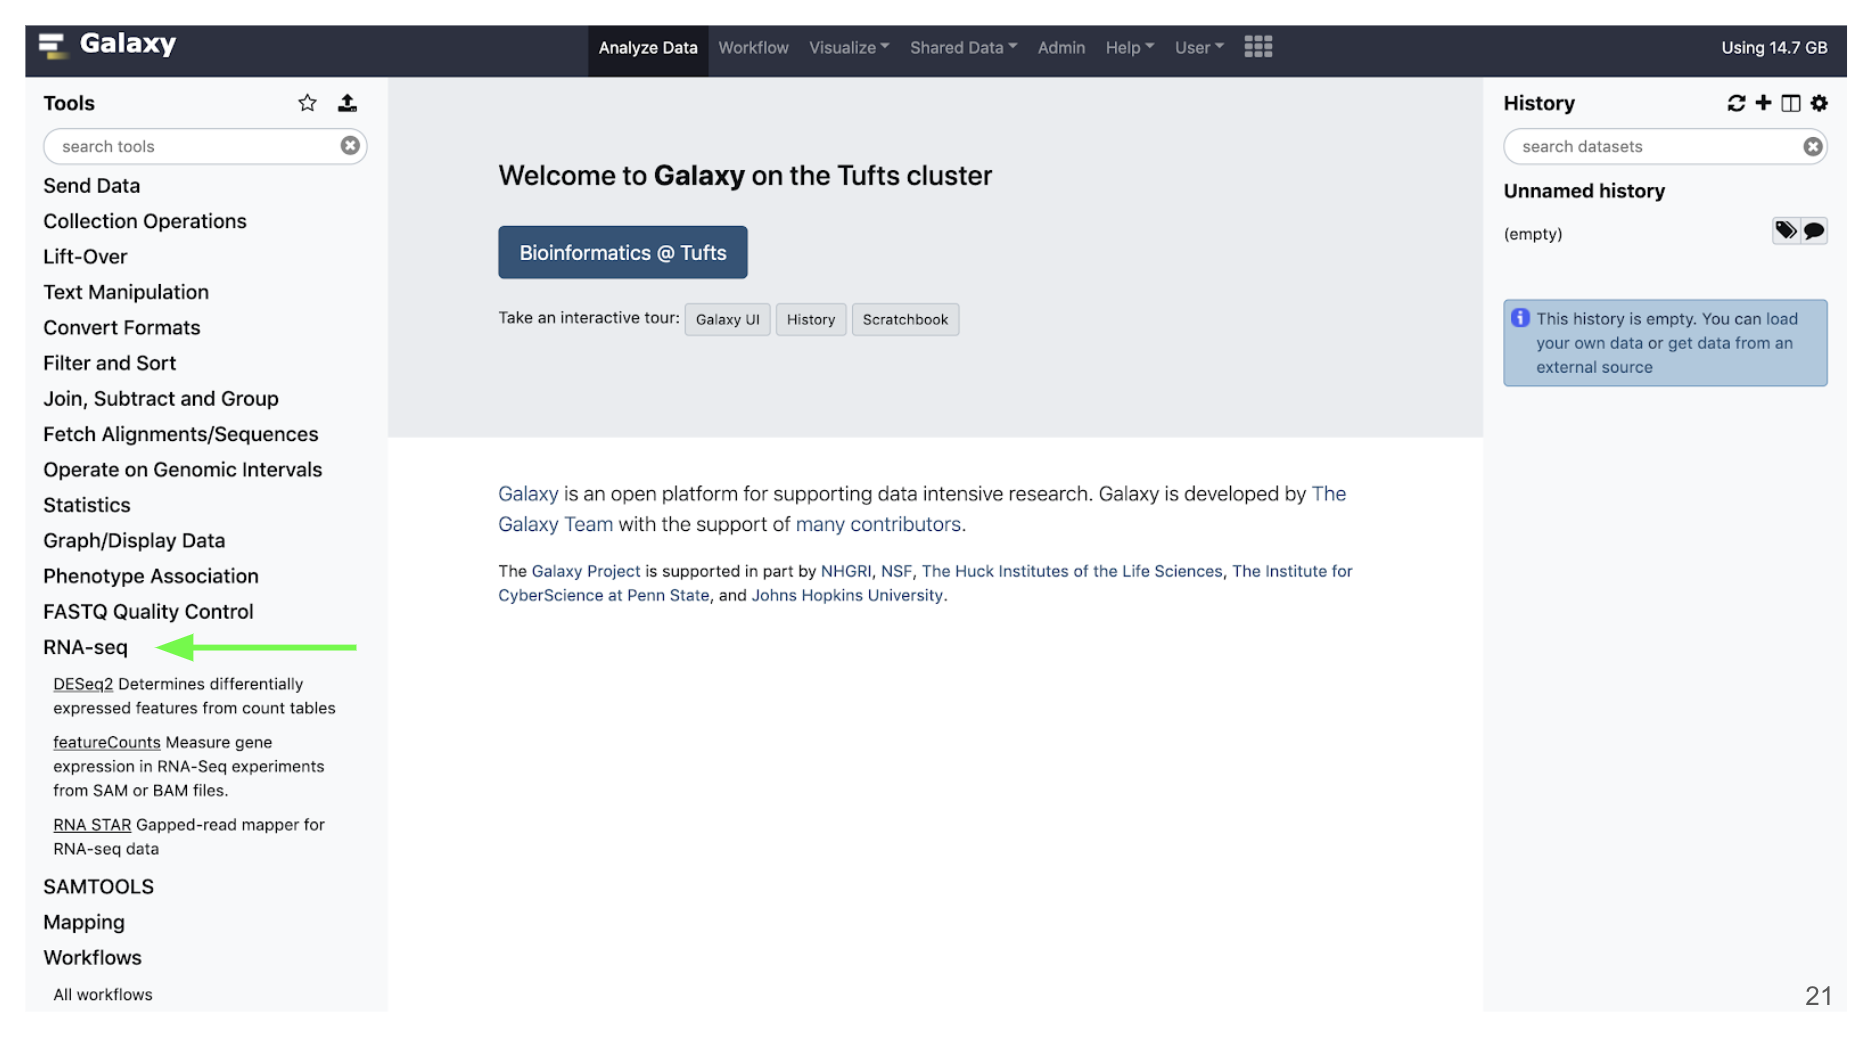 Galaxy
Analyze Data Workflow Visualize Shared Data Admin Help User
Using 14.7 GB
Tools
search tools
Send Data
Collection Operations
Lift-Over
Text Manipulation
Convert Formats
Filter and Sort
Join, Subtract and Group
Fetch Alignments/Sequences
Operate on Genomic Intervals
Statistics
Graph/Display Data
Phenotype Association
FASTQ Quality Control
RNA-seq
DESeq2 Determines differentially
expressed features from count tables
featureCounts Measure gene
expression in RNA-Seq experiments
from SAM or BAM files.
RNA STAR Gapped-read mapper for
RNA-seq data
SAMTOOLS
Mapping
Workflows
All workflows
Welcome to Galaxy on the Tufts cluster
Bioinformatics @ Tufts
Take an interactive tour: Galaxy UI History Scratchbook
Galaxy is an open platform for supporting data intensive research. Galaxy is developed by The
Galaxy Team with the support of many contributors.
The Galaxy Project is supported in part by NHGRI, NSF, The Huck Institutes of the Life Sciences, The Institute for
CyberScience at Penn State, and Johns Hopkins University.
History
search datasets
Unnamed history
(empty)
This history is empty. You can load
your own data or get data from an
external source
21